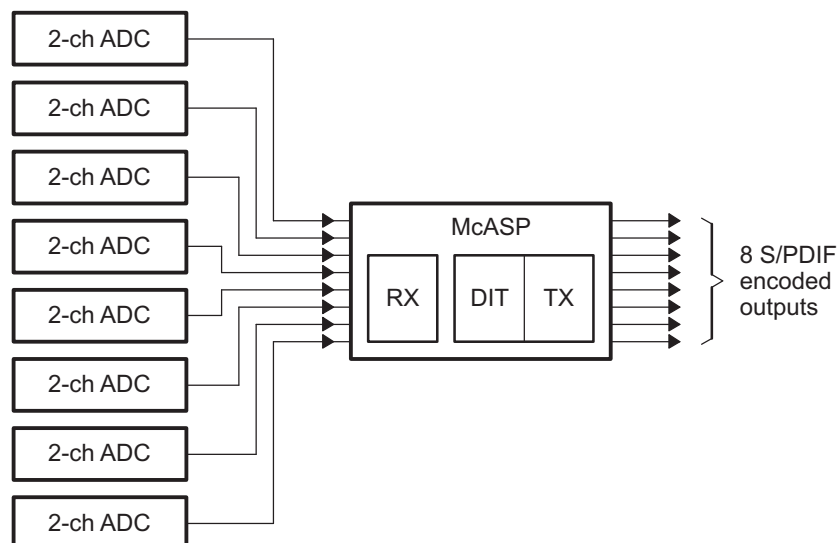 2-ch ADC
2-ch ADC
2-ch ADC
2-ch ADC
2-ch ADC
2-ch ADC
2-ch ADC
2-ch ADC
McASP
RX
DIT
TX
8 S/PDIF
encoded
outputs